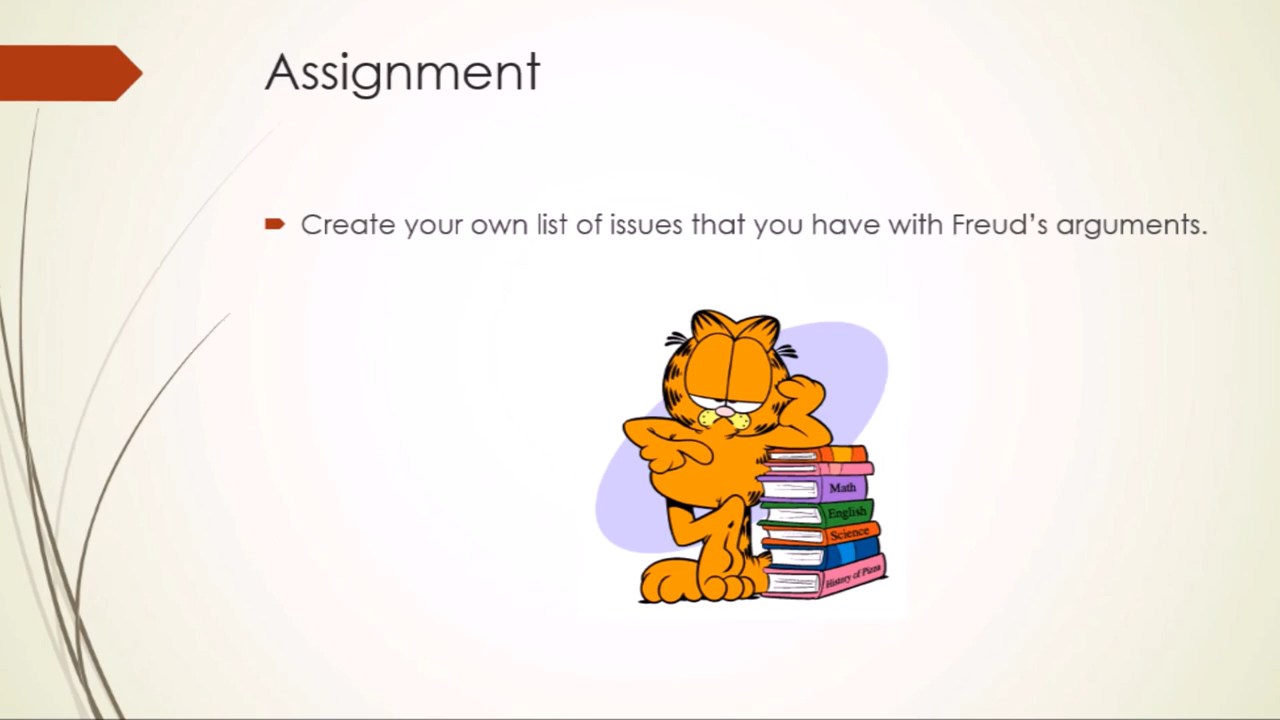 Assignment
Create your own list of issues that you have with Freud’s arguments.
Math
English
Science
History of Pizza